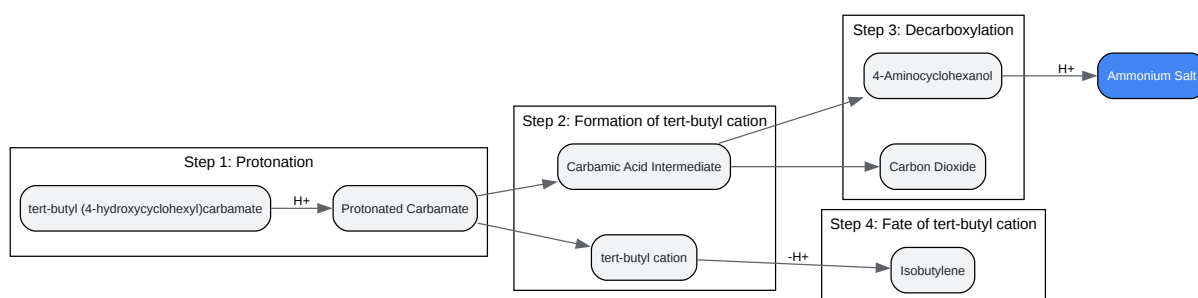 Step 1: Protonation
tert-butyl (4-hydroxycyclohexyl)carbamate
H+
Protonated Carbamate
Step 2: Formation of tert-butyl cation
Carbamic Acid Intermediate
tert-butyl cation
Step 3: Decarboxylation
4-Aminocyclohexanol
Carbon Dioxide
H+
Ammonium Salt
Step 4: Fate of tert-butyl cation
-H+
Isobutylene